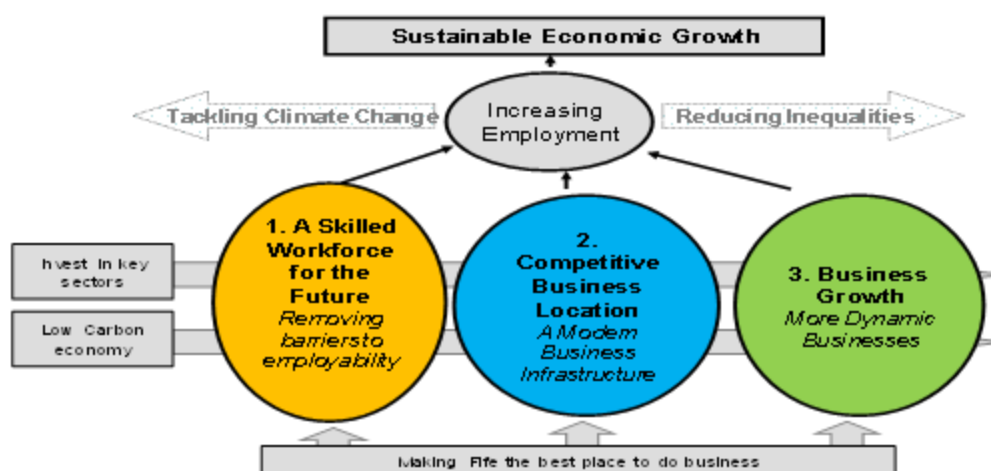 Sustainable Economic Growth
Tackling Climate Change
Increasing
Employment
Reducing Inequalities
1. A Skilled
Workforce
for the
Future
Removing
barriers to
employability
2.
Competitive
Business
Location
A Modern
Business
Infrastructure
3. Business
Growth
More Dynamic
Businesses
Invest in key
sectors
Low Carbon
economy
Making Fife the best place to do business